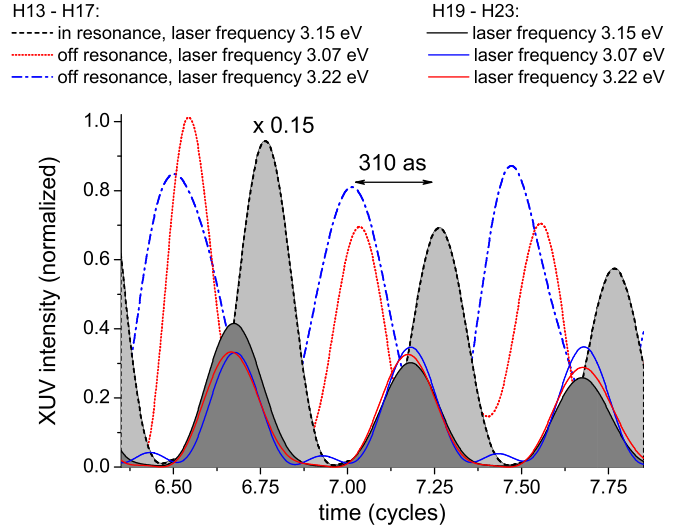 H13 - H17:
H19 - H23:
in resonance, laser frequency 3.15 eV
laser frequency 3.15 eV
off resonance, laser frequency 3.07 eV
laser frequency 3.07 eV
off resonance, laser frequency 3.22 eV
laser frequency 3.22 eV
x 0.15
310 as
XUV intensity (normalized)
1.0
0.8
0.6
0.4
0.2
0.0
6.50 6.75 7.00 7.25 7.50 7.75
time (cycles)